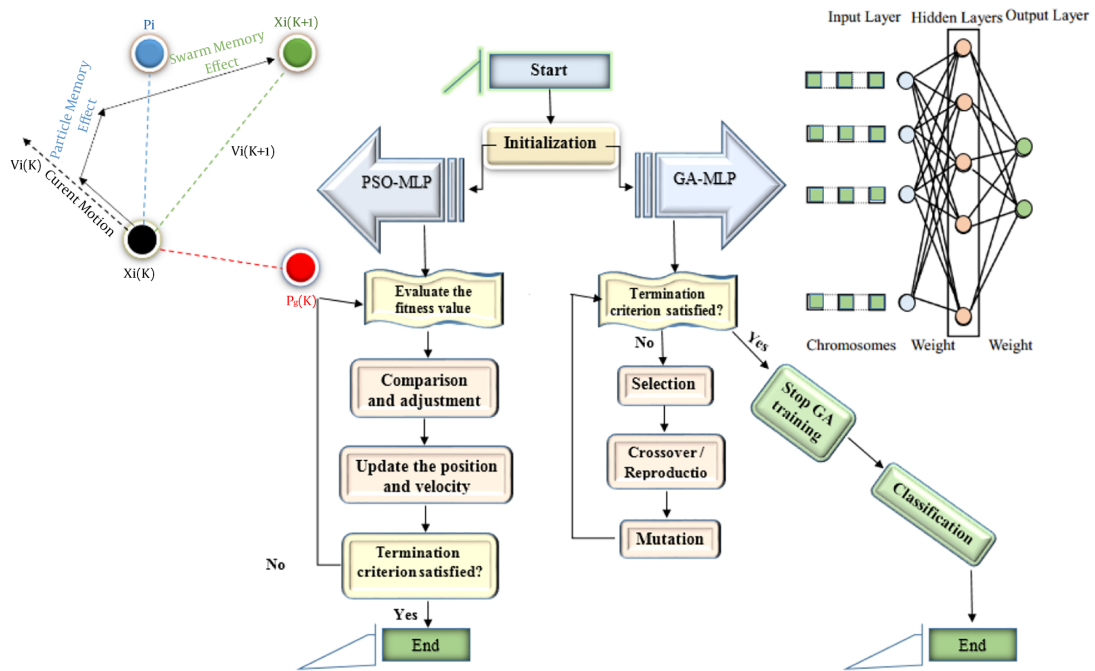 Pi
Xi(K+1)
Swarm Memory
Effect
Particle Memory
Effect
Vi(K)
Curent Motion
Vi(K+1)
Xi(K)
Pg(K)
Start
Initialization
PSO-MLP
GA-MLP
Input Layer
Hidden Layers
Output Layer
Chromosomes
Weight
Weight
Evaluate the
fitness value
Comparison
and adjustment
Update the position
and velocity
Termination
criterion satisfied?
No
Yes
End
Termination
criterion satisfied?
No
Yes
Selection
Crossover /
Reproductio
Mutation
Stop GA
training
Classification
End